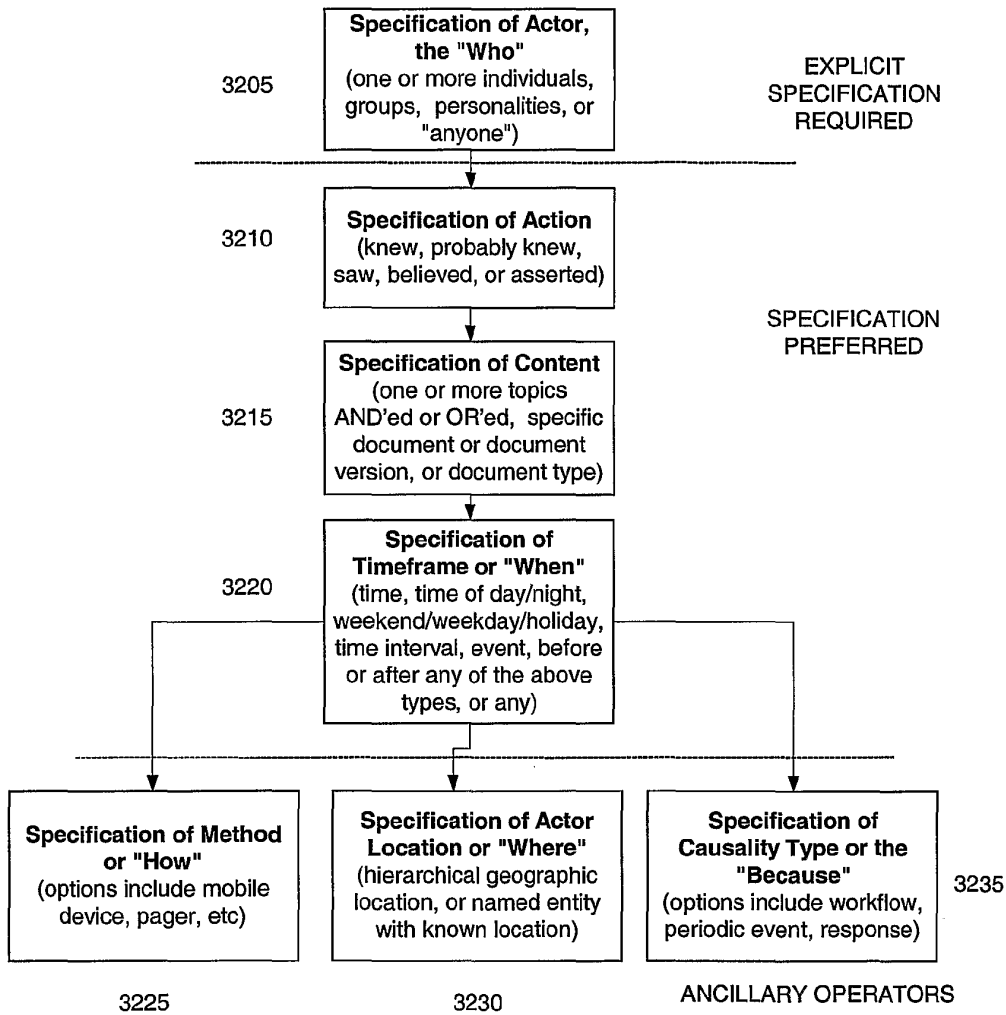 Specification of Actor,
the "Who"
(one or more individuals,
groups, personalities, or
"anyone")
3205
EXPLICIT
SPECIFICATION
REQUIRED
Specification of Action
(knew, probably knew,
saw, believed, or asserted)
3210
SPECIFICATION
PREFERRED
Specification of Content
(one or more topics
AND'ed or OR'ed, specific
document or document
version, or document type)
3215
Specification of
Timeframe or "When"
(time, time of day/night,
weekend/weekday/holiday,
time interval, event, before
or after any of the above
types, or any)
3220
Specification of Method
or "How"
(options include mobile
device, pager, etc)
3225
Specification of Actor
Location or "Where"
(hierarchical geographic
location, or named entity
with known location)
3230
Specification of
Causality Type or the
"Because"
(options include workflow,
periodic event, response)
3235
ANCILLARY OPERATORS